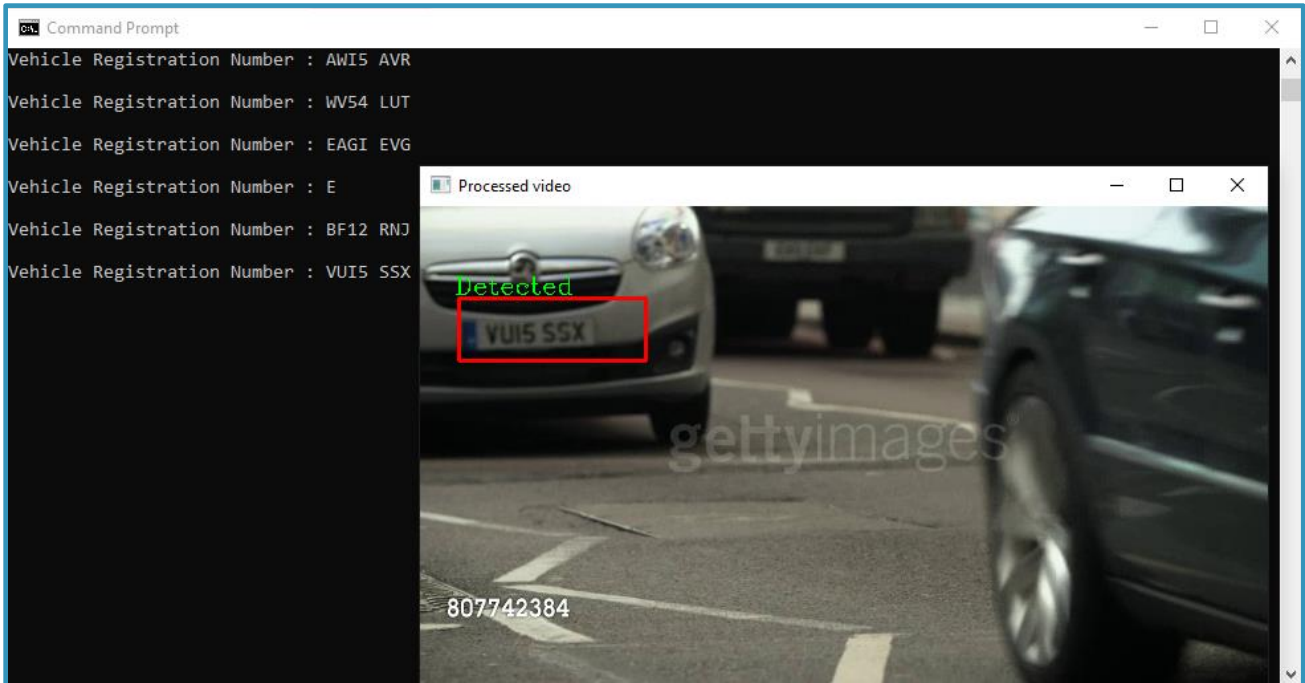 Command Prompt
Vehicle Registration Number : AWI5 AVR
Vehicle Registration Number : WV54 LUT
Vehicle Registration Number : EAGI EVG
Vehicle Registration Number : E
Vehicle Registration Number : BF12 RNJ
Vehicle Registration Number : VUI5 SSX
Processed video
Detected
VU15 SSX
gettyimages
807742384